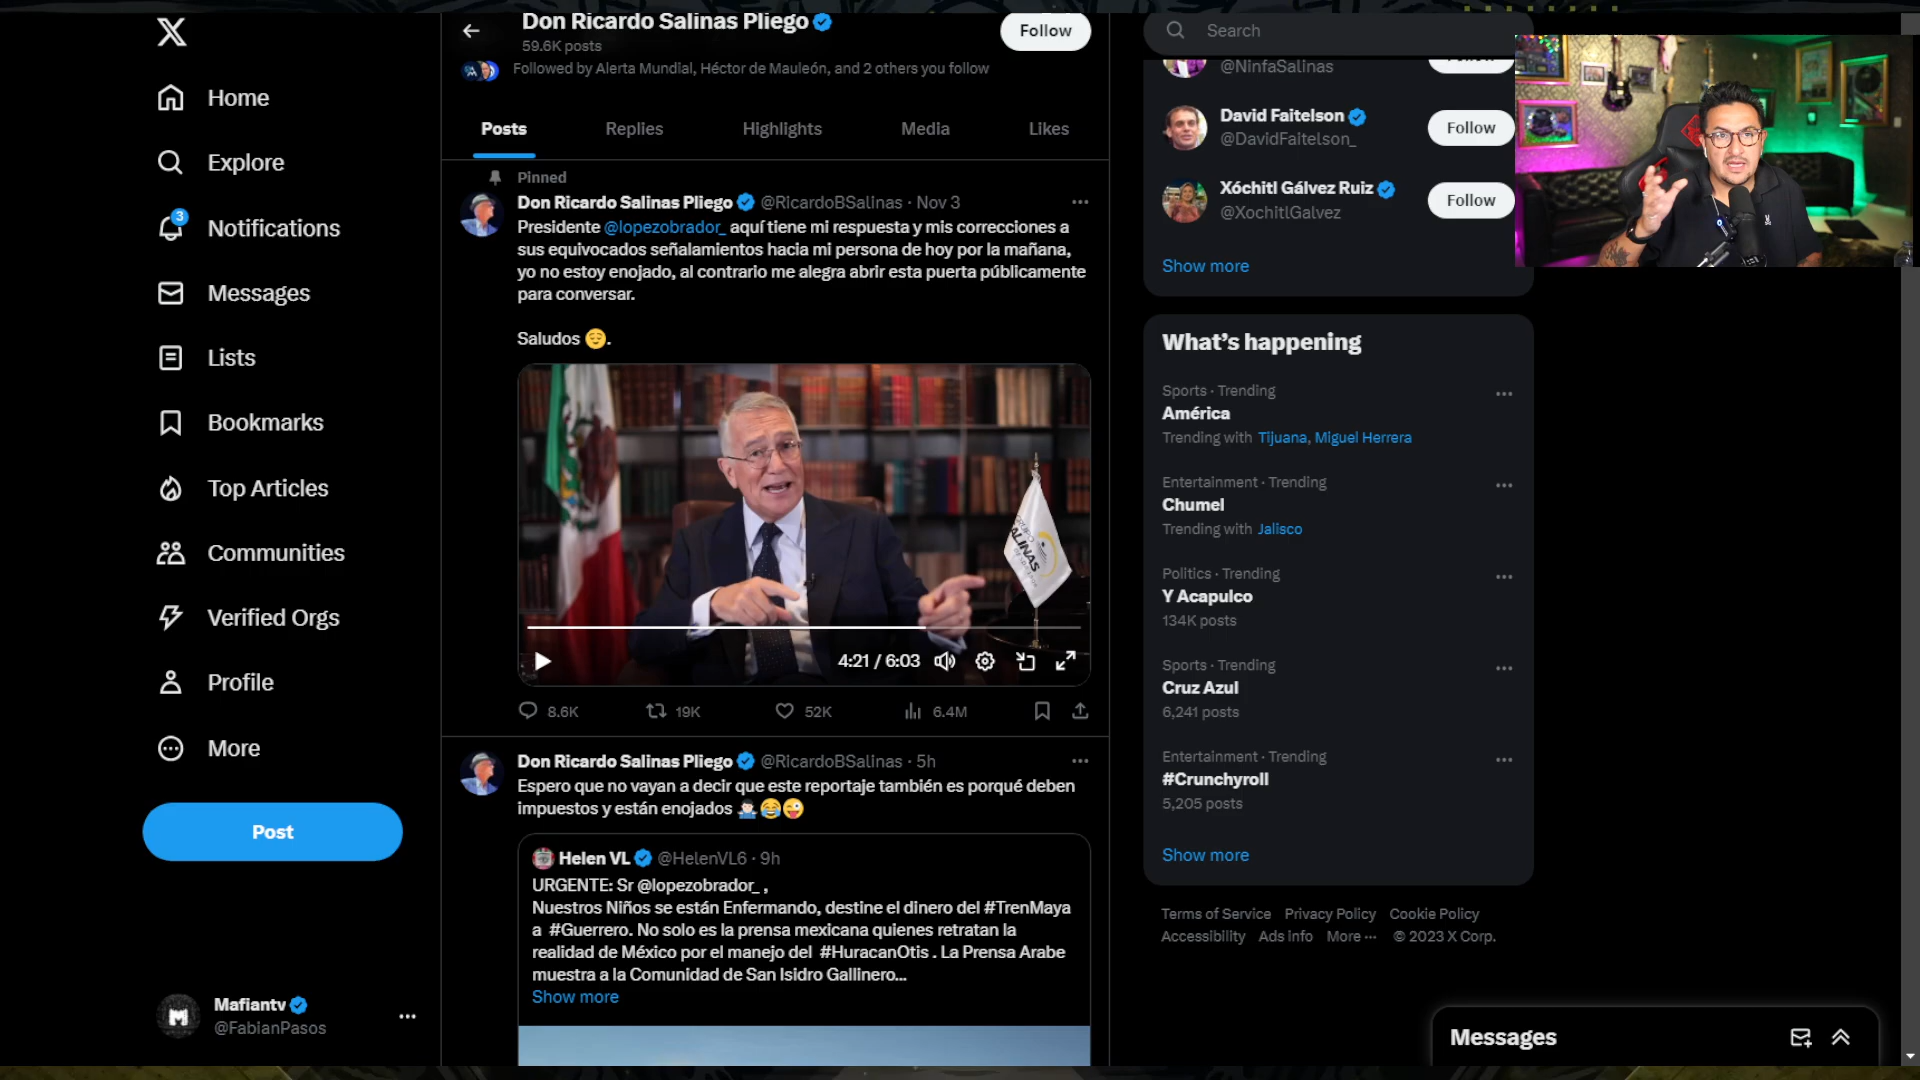 Home
Explore
3
Notifications
Messages
Lists
Bookmarks
Top Articles
Communities
Verified Orgs
Profile
More
Post
Mafiantv
@FabianPasos
Don Ricardo Salinas Pliego
59.6K posts
Follow
Followed by Alerta Mundial, Héctor de Mauleón, and 2 others you follow
Posts
Replies
Highlights
Media
Likes
Pinned
Don Ricardo Salinas Pliego @RicardoBSalinas · Nov 3
Presidente @lopezobrador_ aquí tiene mi respuesta y mis correcciones a
sus equivocados señalamientos hacia mi persona de hoy por la mañana,
yo no estoy enojado, al contrario me alegra abrir esta puerta públicamente
para conversar.
Saludos 😌.
SALINAS
4:21 / 6:03
8.6K
19K
52K
6.4M
Don Ricardo Salinas Pliego @RicardoBSalinas · 5h
Espero que no vayan a decir que este reportaje también es porqué deben
impuestos y están enojados 🤷🏻‍♂️😂😜
Helen VL @HelenVL6 · 9h
URGENTE: Sr @lopezobrador_ ,
Nuestros Niños se están Enfermando, destine el dinero del #TrenMaya
a #Guerrero. No solo es la prensa mexicana quienes retratan la
realidad de México por el manejo del #HuracanOtis . La Prensa Arabe
muestra a la Comunidad de San Isidro Gallinero...
Show more
Search
@NinfaSalinas
David Faitelson
@DavidFaitelson_
Follow
Xóchitl Gálvez Ruiz
@XochitlGalvez
Follow
Show more
What's happening
Sports · Trending
América
Trending with Tijuana, Miguel Herrera
Entertainment · Trending
Chumel
Trending with Jalisco
Politics · Trending
Y Acapulco
134K posts
Sports · Trending
Cruz Azul
6,241 posts
Entertainment · Trending
#Crunchyroll
5,205 posts
Show more
Terms of Service Privacy Policy Cookie Policy
Accessibility Ads info More ··· © 2023 X Corp.
Messages